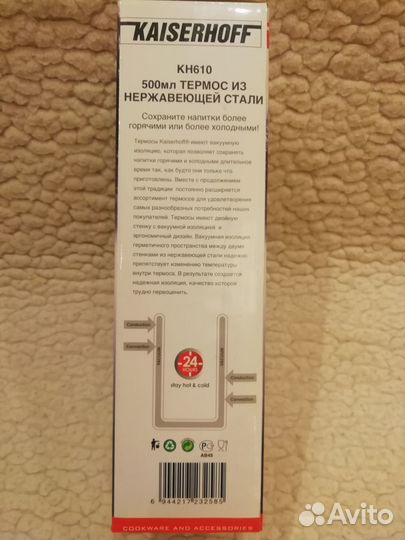 KAISERHOFF
KH610
500мл ТЕРМОС ИЗ
НЕРЖАВЕЮЩЕЙ СТАЛИ
Сохраните напитки более
горячими или более холодными!
Термосы Kaiserhoff® имеют вакуумную
изоляцию, которая позволяет сохранять
напитки горячими и холодными длительное
время так, как будто они только что
приготовлены. Вместе с продолжением
этой традиции постоянно расширяется
ассортимент термосов для удовлетворения
самых разнообразных потребностей наших
покупателей. Термосы имеют двойную
стенку с вакуумной изоляцией и
эргономичный дизайн. Вакуумная изоляция
герметичного пространства между двумя
стенками из нержавеющей стали надежно
препятствует изменению температуры
внутри термоса. В результате создается
надежная изоляция, качество которой
трудно переоценить.
Conduction
Convection
VACUUM
VACUUM
24
HOURS
stay hot & cold
Conduction
Convection
АВ45
6 944217 232585
COOKWARE AND ACCESSORIES
Avito